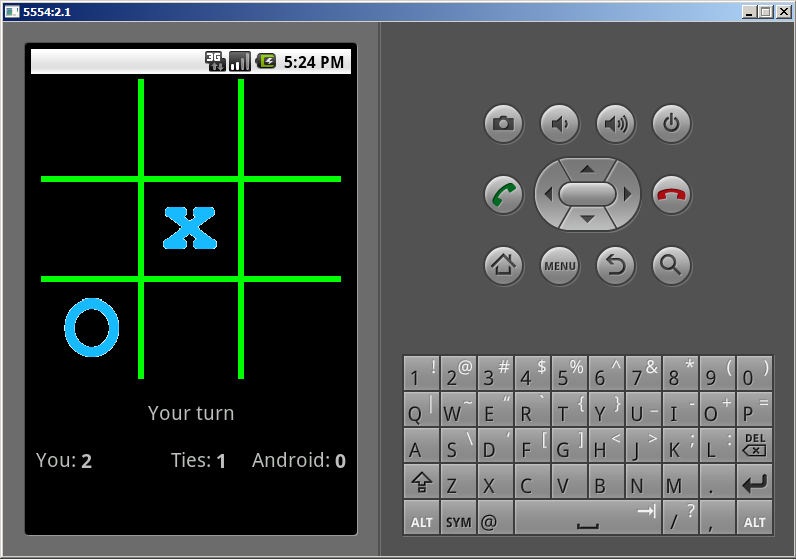 5554:2.1
3G 5:24 PM
X
O
Your turn
You: 2 Ties: 1 Android: 0
MENU
1 ! 2 @ 3 # 4 $ 5 % 6 ^ 7 & 8 * 9 ( 0 )
Q | W ~ E “ R ` T { Y } U _ I - O + P =
A S \ D ‘ F [ G ] H < J > K ; L : DEL
Z X C V B N M .
ALT SYM @ / ? , ALT